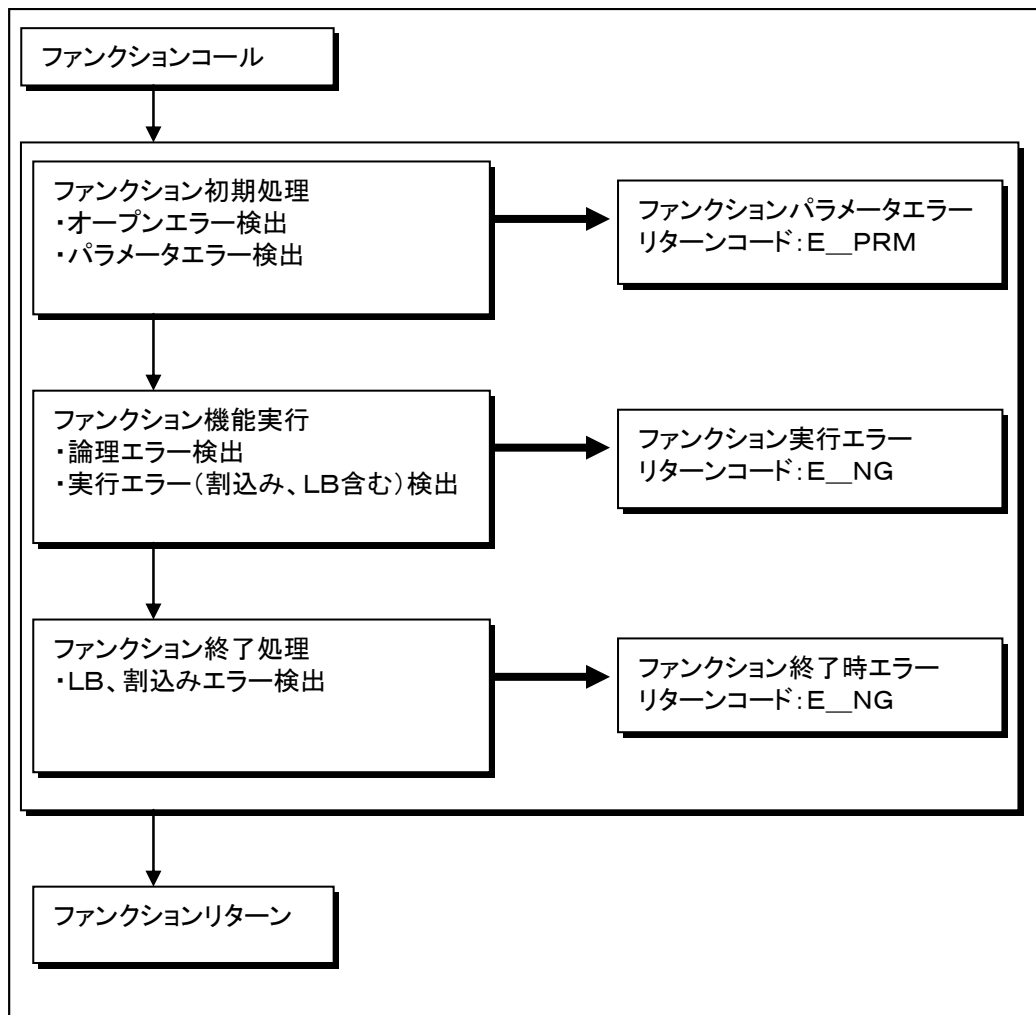 ファンクションコール
ファンクション初期処理
・オープンエラー検出
・パラメータエラー検出
ファンクションパラメータエラー
リターンコード：E__PRM
ファンクション機能実行
・論理エラー検出
・実行エラー（割込み、LB含む）検出
ファンクション実行エラー
リターンコード：E__NG
ファンクション終了処理
・LB、割込みエラー検出
ファンクション終了時エラー
リターンコード：E__NG
ファンクションリターン